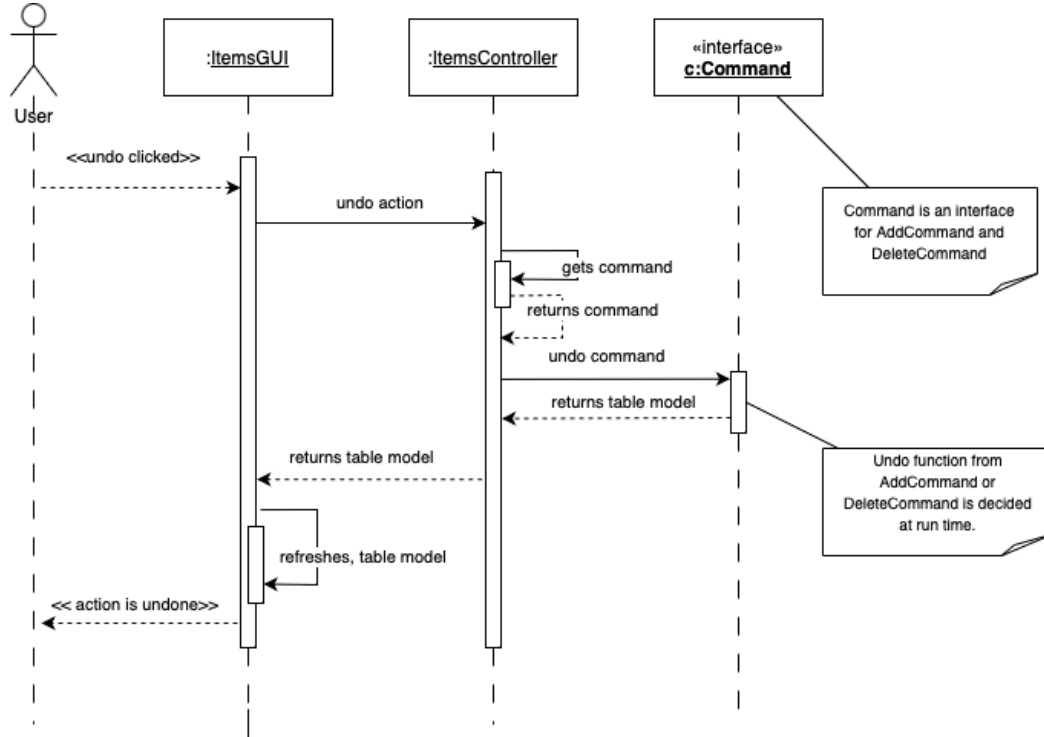 :ItemsGUI
:ItemsController
«interface»
c:Command
User
<<undo clicked>>
undo action
Command is an interface
for AddCommand and
DeleteCommand
gets command
returns command
undo command
returns table model
returns table model
Undo function from
AddCommand or
DeleteCommand is decided
at run time.
refreshes, table model
<< action is undone>>